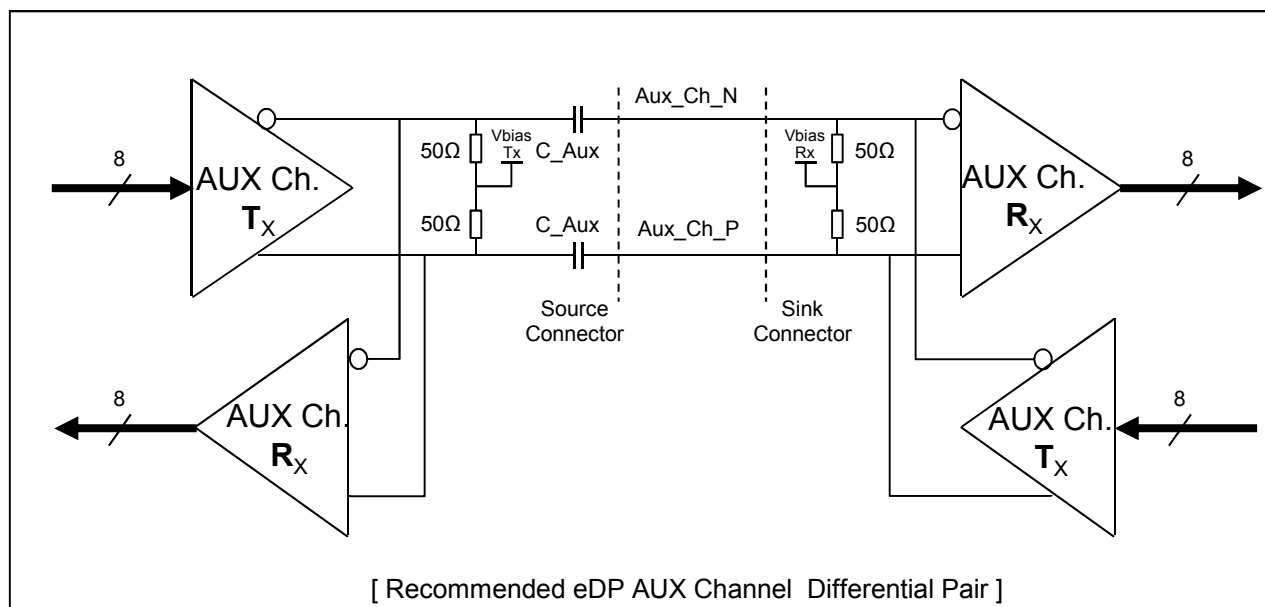 Aux_Ch_N
8
AUX Ch.
TX
50Ω
Vbias
Tx
C_Aux
Vbias
Rx
50Ω
AUX Ch.
RX
8
50Ω
C_Aux
Aux_Ch_P
50Ω
Source
Connector
Sink
Connector
8
AUX Ch.
RX
AUX Ch.
TX
8
[ Recommended eDP AUX Channel Differential Pair ]